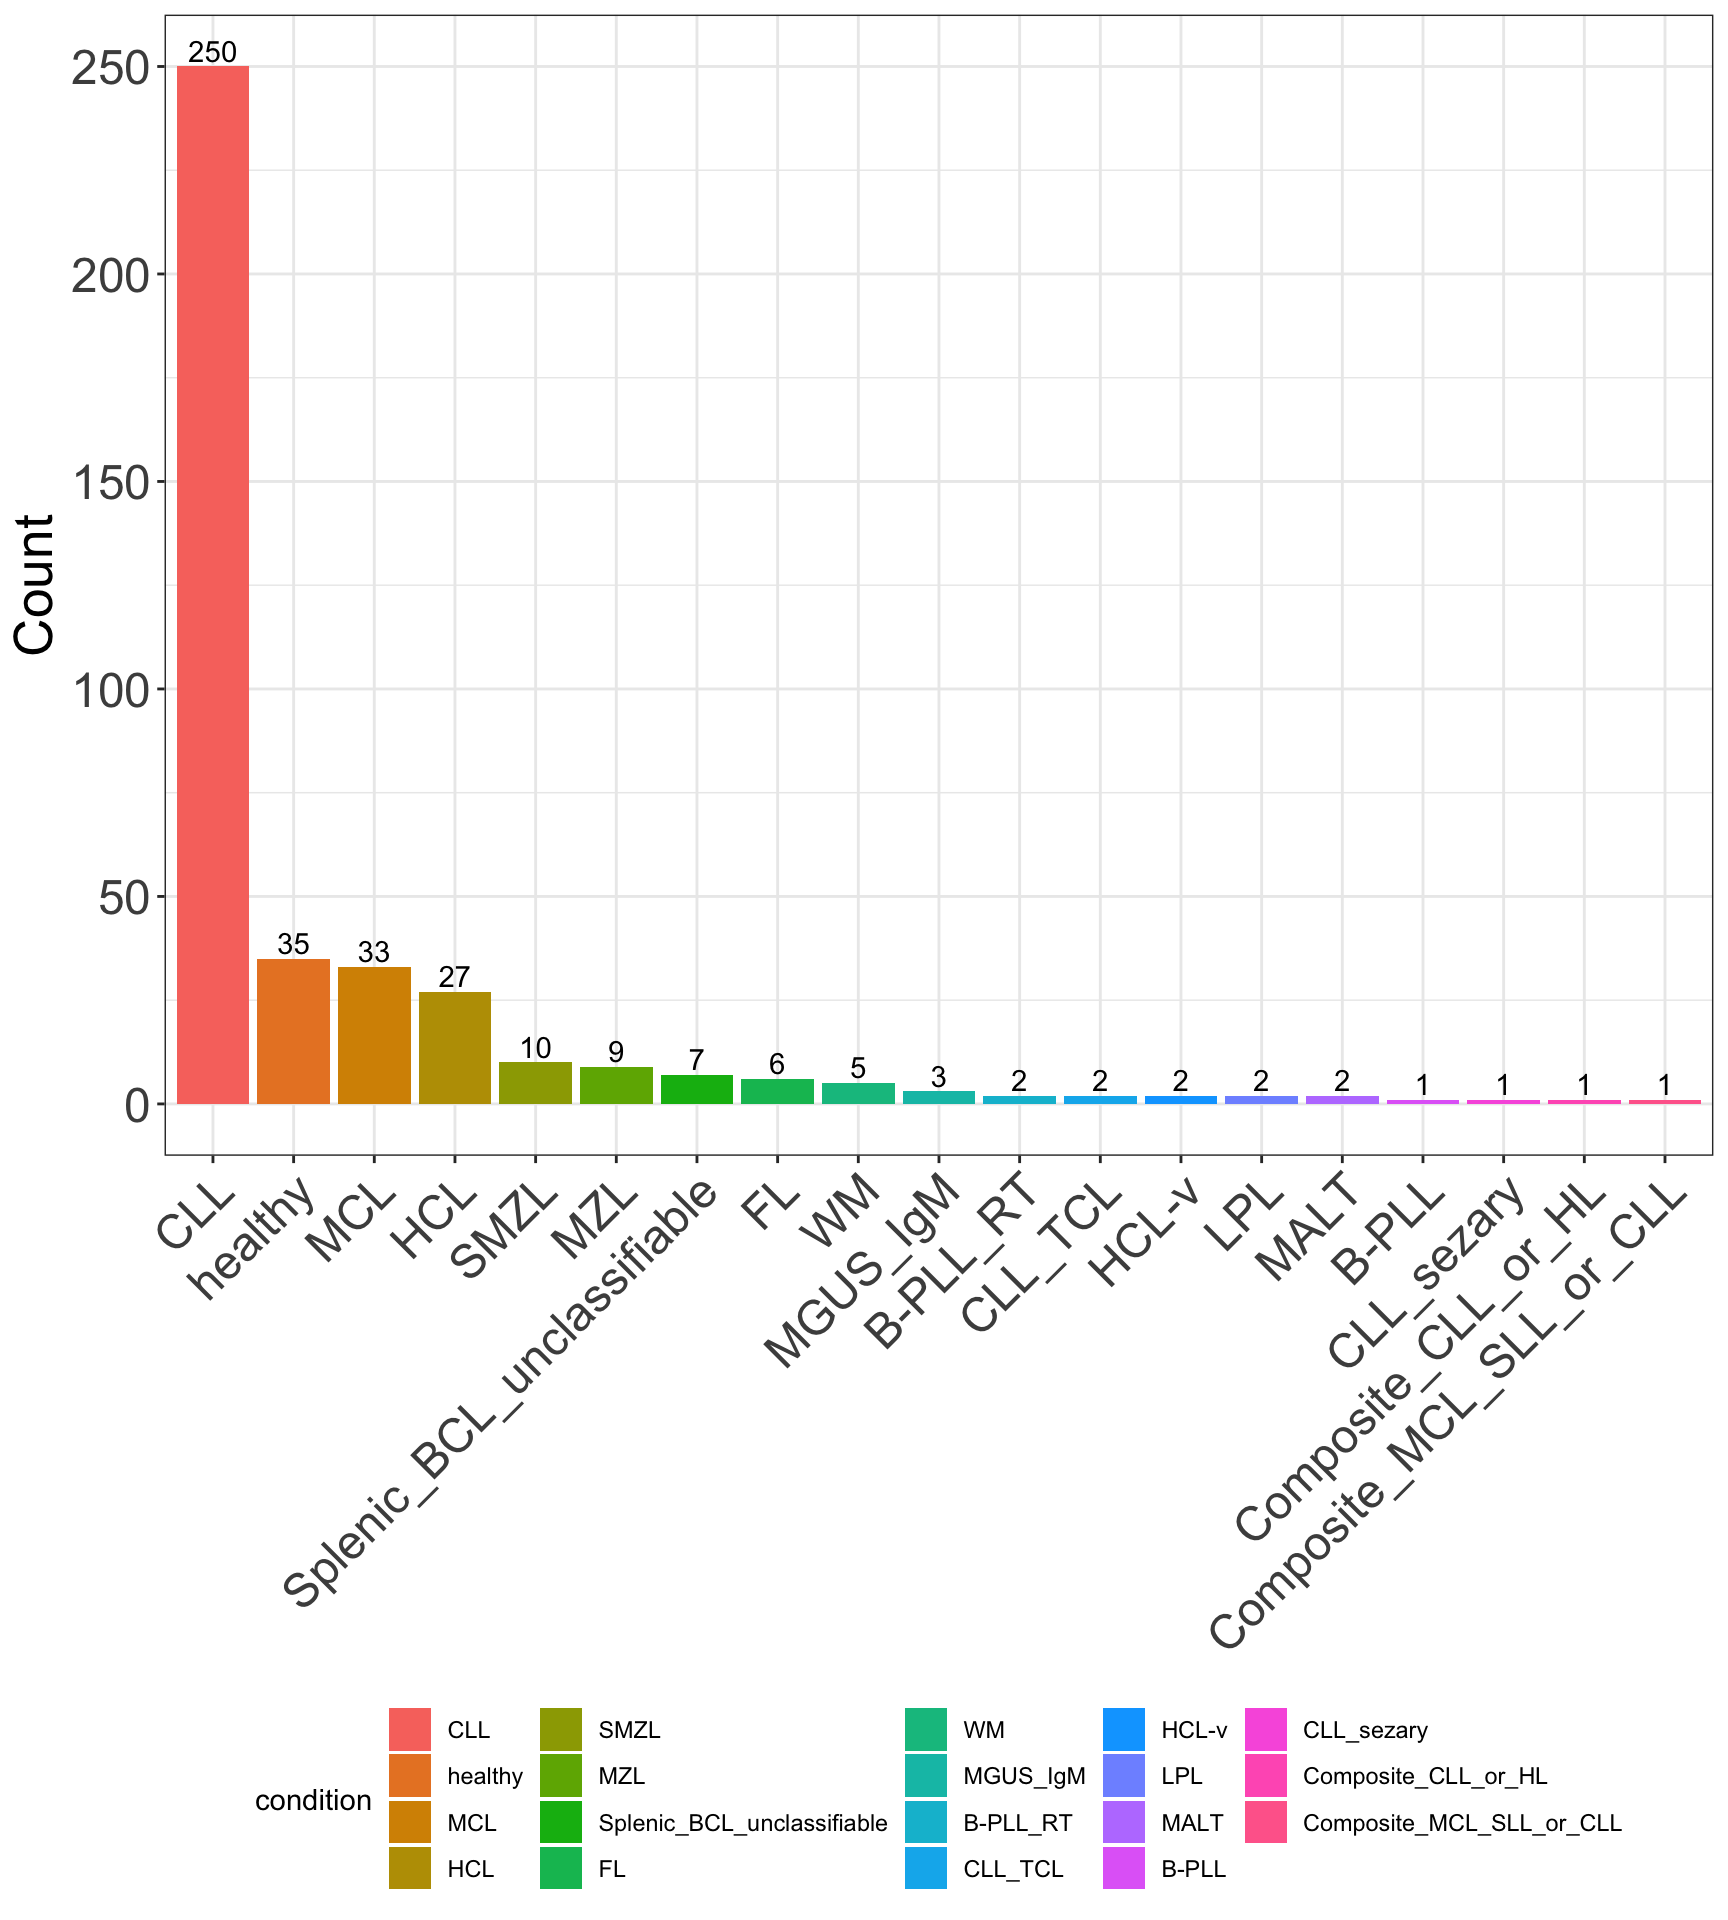 Count
250
200
150
100
50
0
250
35
33
27
10
9
7
6
5
3
2
2
2
2
2
1
1
1
1
CLL
healthy
MCL
HCL
SMZL
MZL
Splenic_BCL_unclassifiable
FL
WM
MGUS_IgM
B-PLL_RT
CLL_TCL
HCL-v
LPL
MALT
B-PLL
CLL_sezary
Composite_CLL_or_HL
Composite_MCL_SLL_or_CLL
condition
CLL
healthy
MCL
HCL
SMZL
MZL
Splenic_BCL_unclassifiable
FL
WM
MGUS_IgM
B-PLL_RT
CLL_TCL
HCL-v
LPL
MALT
B-PLL
CLL_sezary
Composite_CLL_or_HL
Composite_MCL_SLL_or_CLL